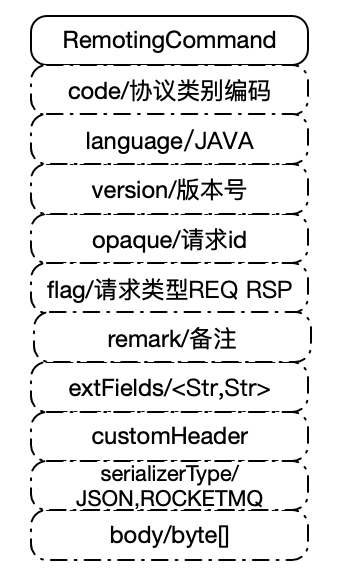 RemotingCommand
code/协议类别编码
language/JAVA
version/版本号
opaque/请求id
flag/请求类型REQ RSP
remark/备注
extFields/<Str,Str>
customHeader
serializerType/
JSON,ROCKETMQ
body/byte[]